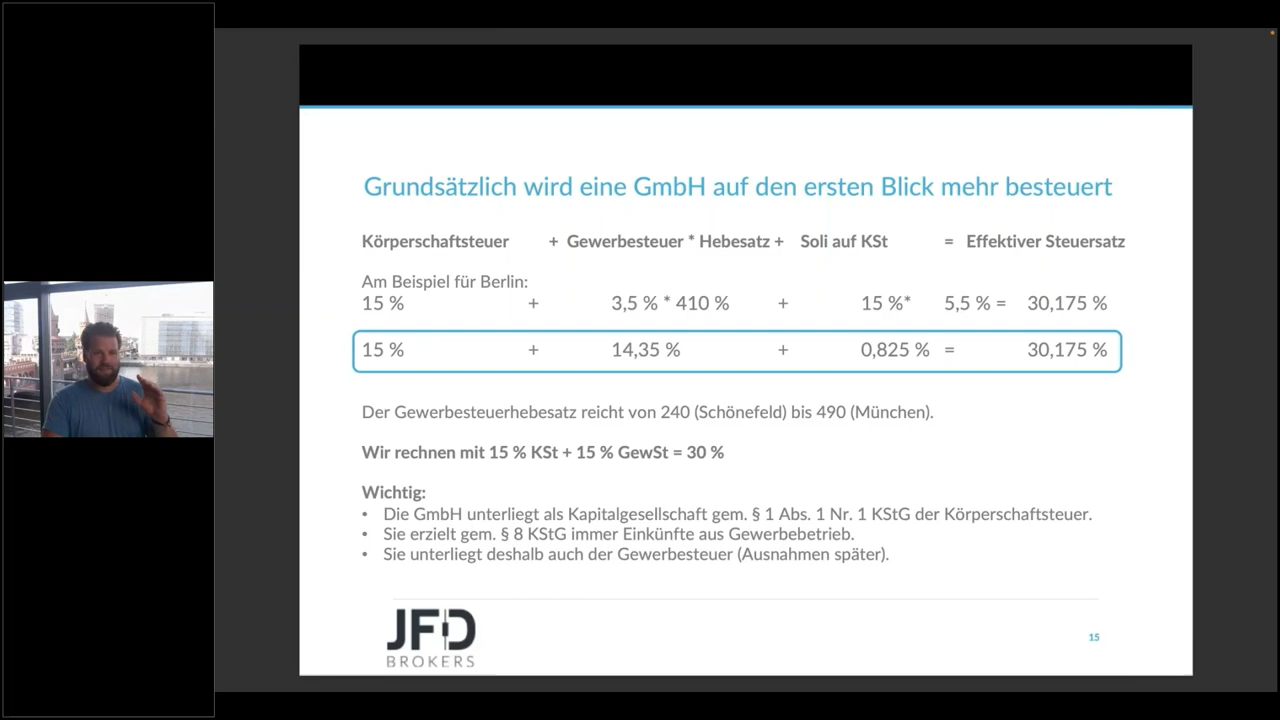 Grundsätzlich wird eine GmbH auf den ersten Blick mehr besteuert
Körperschaftsteuer + Gewerbesteuer * Hebesatz + Soli auf KSt = Effektiver Steuersatz
Am Beispiel für Berlin:
15 % + 3,5 % * 410 % + 15 %* 5,5 % = 30,175 %
15 % + 14,35 % + 0,825 % = 30,175 %
Der Gewerbesteuerhebesatz reicht von 240 (Schönefeld) bis 490 (München).
Wir rechnen mit 15 % KSt + 15 % GewSt = 30 %
Wichtig:
• Die GmbH unterliegt als Kapitalgesellschaft gem. § 1 Abs. 1 Nr. 1 KStG der Körperschaftsteuer.
• Sie erzielt gem. § 8 KStG immer Einkünfte aus Gewerbebetrieb.
• Sie unterliegt deshalb auch der Gewerbesteuer (Ausnahmen später).
JFD
BROKERS
15